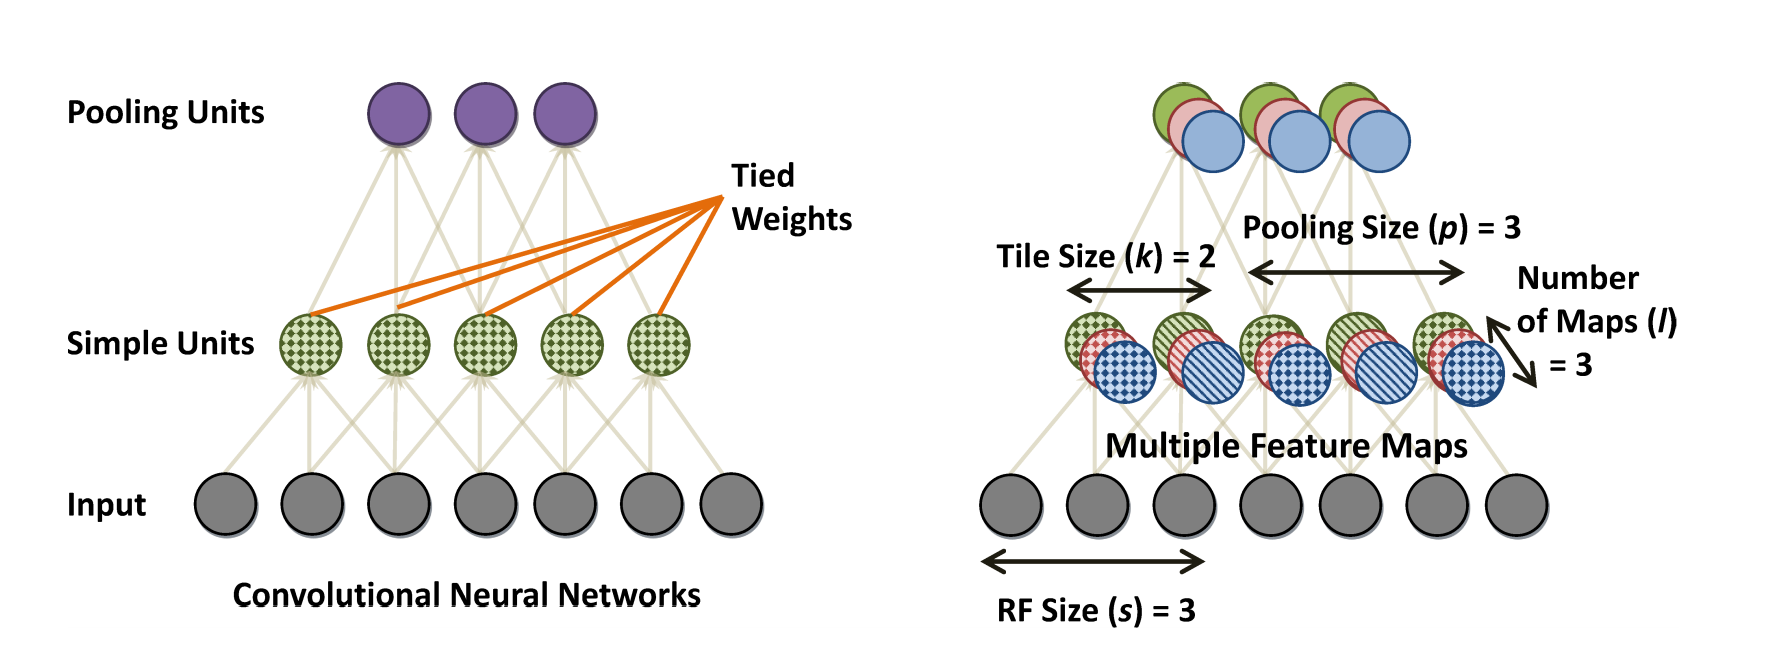 Pooling Units
Tied
Weights
Simple Units
Input
Convolutional Neural Networks
Pooling Size (p) = 3
Tile Size (k) = 2
Number
of Maps (l)
= 3
Multiple Feature Maps
RF Size (s) = 3